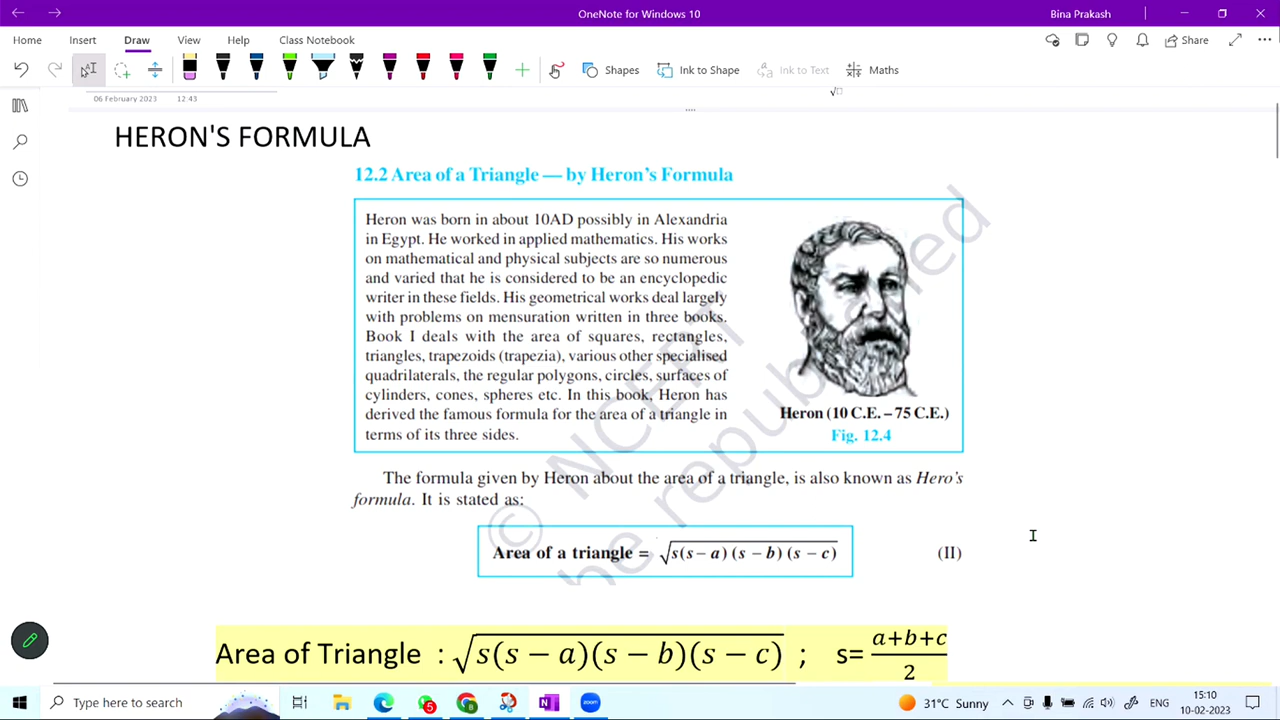 OneNote for Windows 10
Bina Prakash
Home Insert Draw View Help Class Notebook
Share
Shapes Ink to Shape Ink to Text Maths
06 February 2023 12:43
HERON'S FORMULA
12.2 Area of a Triangle — by Heron's Formula
Heron was born in about 10AD possibly in Alexandria
in Egypt. He worked in applied mathematics. His works
on mathematical and physical subjects are so numerous
and varied that he is considered to be an encyclopedic
writer in these fields. His geometrical works deal largely
with problems on mensuration written in three books.
Book I deals with the area of squares, rectangles,
triangles, trapezoids (trapezia), various other specialised
quadrilaterals, the regular polygons, circles, surfaces of
cylinders, cones, spheres etc. In this book, Heron has
derived the famous formula for the area of a triangle in
terms of its three sides.
Heron (10 C.E. – 75 C.E.)
Fig. 12.4
© NCERT
be republished
The formula given by Heron about the area of a triangle, is also known as Hero's
formula. It is stated as:
Area of a triangle = √s(s – a) (s – b) (s – c) (II)
Area of Triangle : √s(s − a)(s − b)(s − c) ; s= a+b+c/2
Type here to search
5
zoom
31°C Sunny
ENG
15:10
10-02-2023